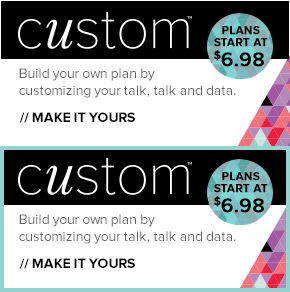 custom™
PLANS
START AT
$6.98
Build your own plan by
customizing your talk, talk and data.
// MAKE IT YOURS
custom™
PLANS
START AT
$6.98
Build your own plan by
customizing your talk, talk and data.
// MAKE IT YOURS